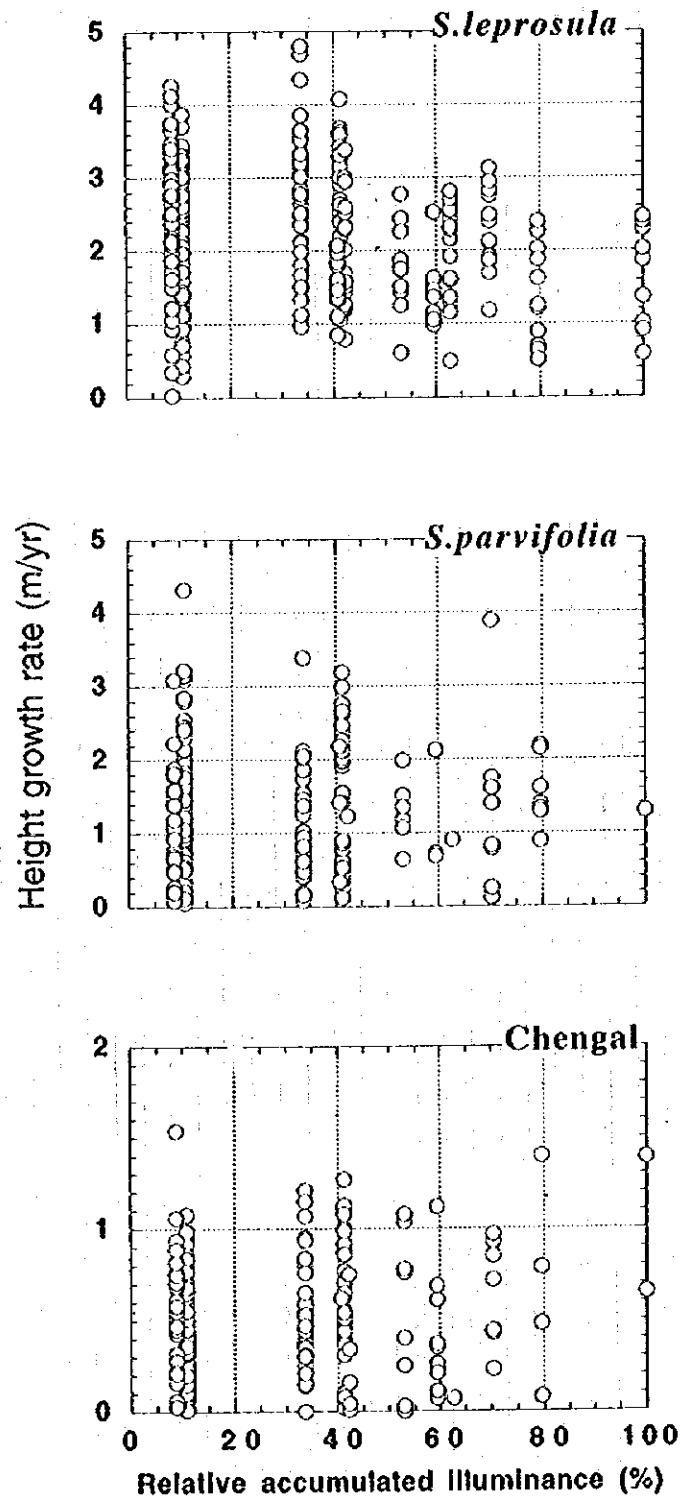 S.leprosula
5
4
3
2
1
0
S.parvifolia
5
4
3
2
1
0
Height growth rate (m/yr)
Chengal
2
1
0
0 20 40 60 80 100
Relative accumulated illuminance (%)